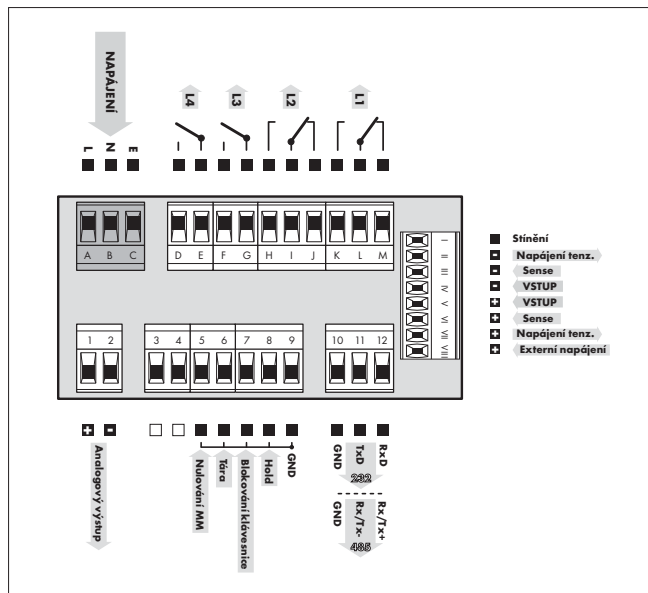 NAPÁJENÍ
L4
L3
L2
L1
L
N
E
A
B
C
D
E
F
G
H
I
J
K
L
M
I
II
III
IV
V
VI
VII
VIII
Stínění
- Napájení tenz.
- Sense
- VSTUP
+ VSTUP
+ Sense
+ Napájení tenz.
+ Externí napájení
1
2
3
4
5
6
7
8
9
10
11
12
+
-
Analogový výstup
Nulování MM
Tára
Blokování klávesnice
Hold
GND
GND
TxD
RxD
232
GND
Rx/Tx-
Rx/Tx+
485